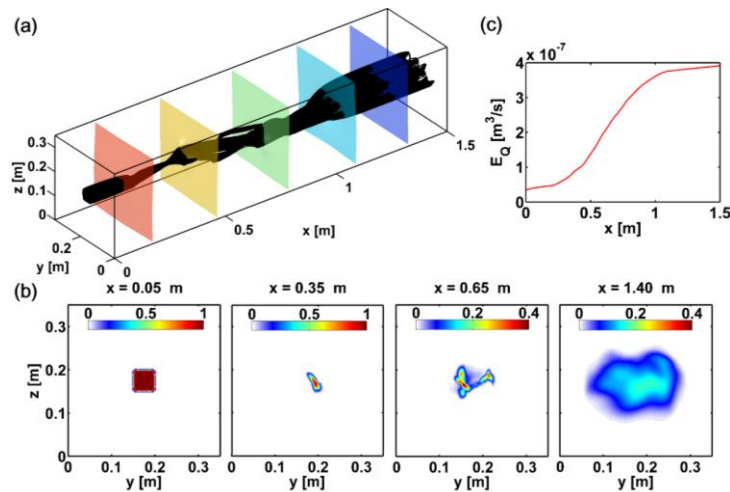 (a)
0.3
0.2
0.1
0
z [m]
0.2
0
y [m]
0
0.5
1
1.5
x [m]
(c)
x 10⁻⁷
4
3
2
1
0
E_Q [m³/s]
0 0.5 1 1.5
x [m]
(b)
x = 0.05 m x = 0.35 m x = 0.65 m x = 1.40 m
0 0.5 1 0 0.5 1 0 0.2 0.4 0 0.2 0.4
0.3
0.2
0.1
0
z [m]
0 0.1 0.2 0.3 0 0.1 0.2 0.3 0 0.1 0.2 0.3 0 0.1 0.2 0.3
y [m] y [m] y [m] y [m]